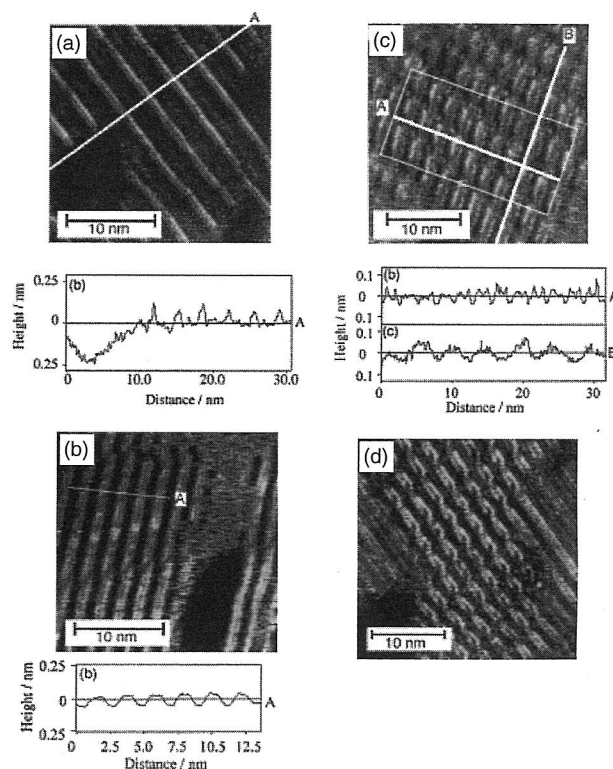 A
(a)
10 nm
(b)
0.25
0
0.25
Height / nm
A
0
10.0
20.0
30.0
Distance / nm
(c)
B
A
10 nm
(b)
0.1
0
0.1
A
(c)
0.1
0
0.1
B
Height / nm
0
10
20
30
Distance / nm
(b)
A
10 nm
(b)
0.25
0
0.25
Height / nm
A
0
2.5
5.0
7.5
10.5
12.5
Distance / nm
(d)
10 nm